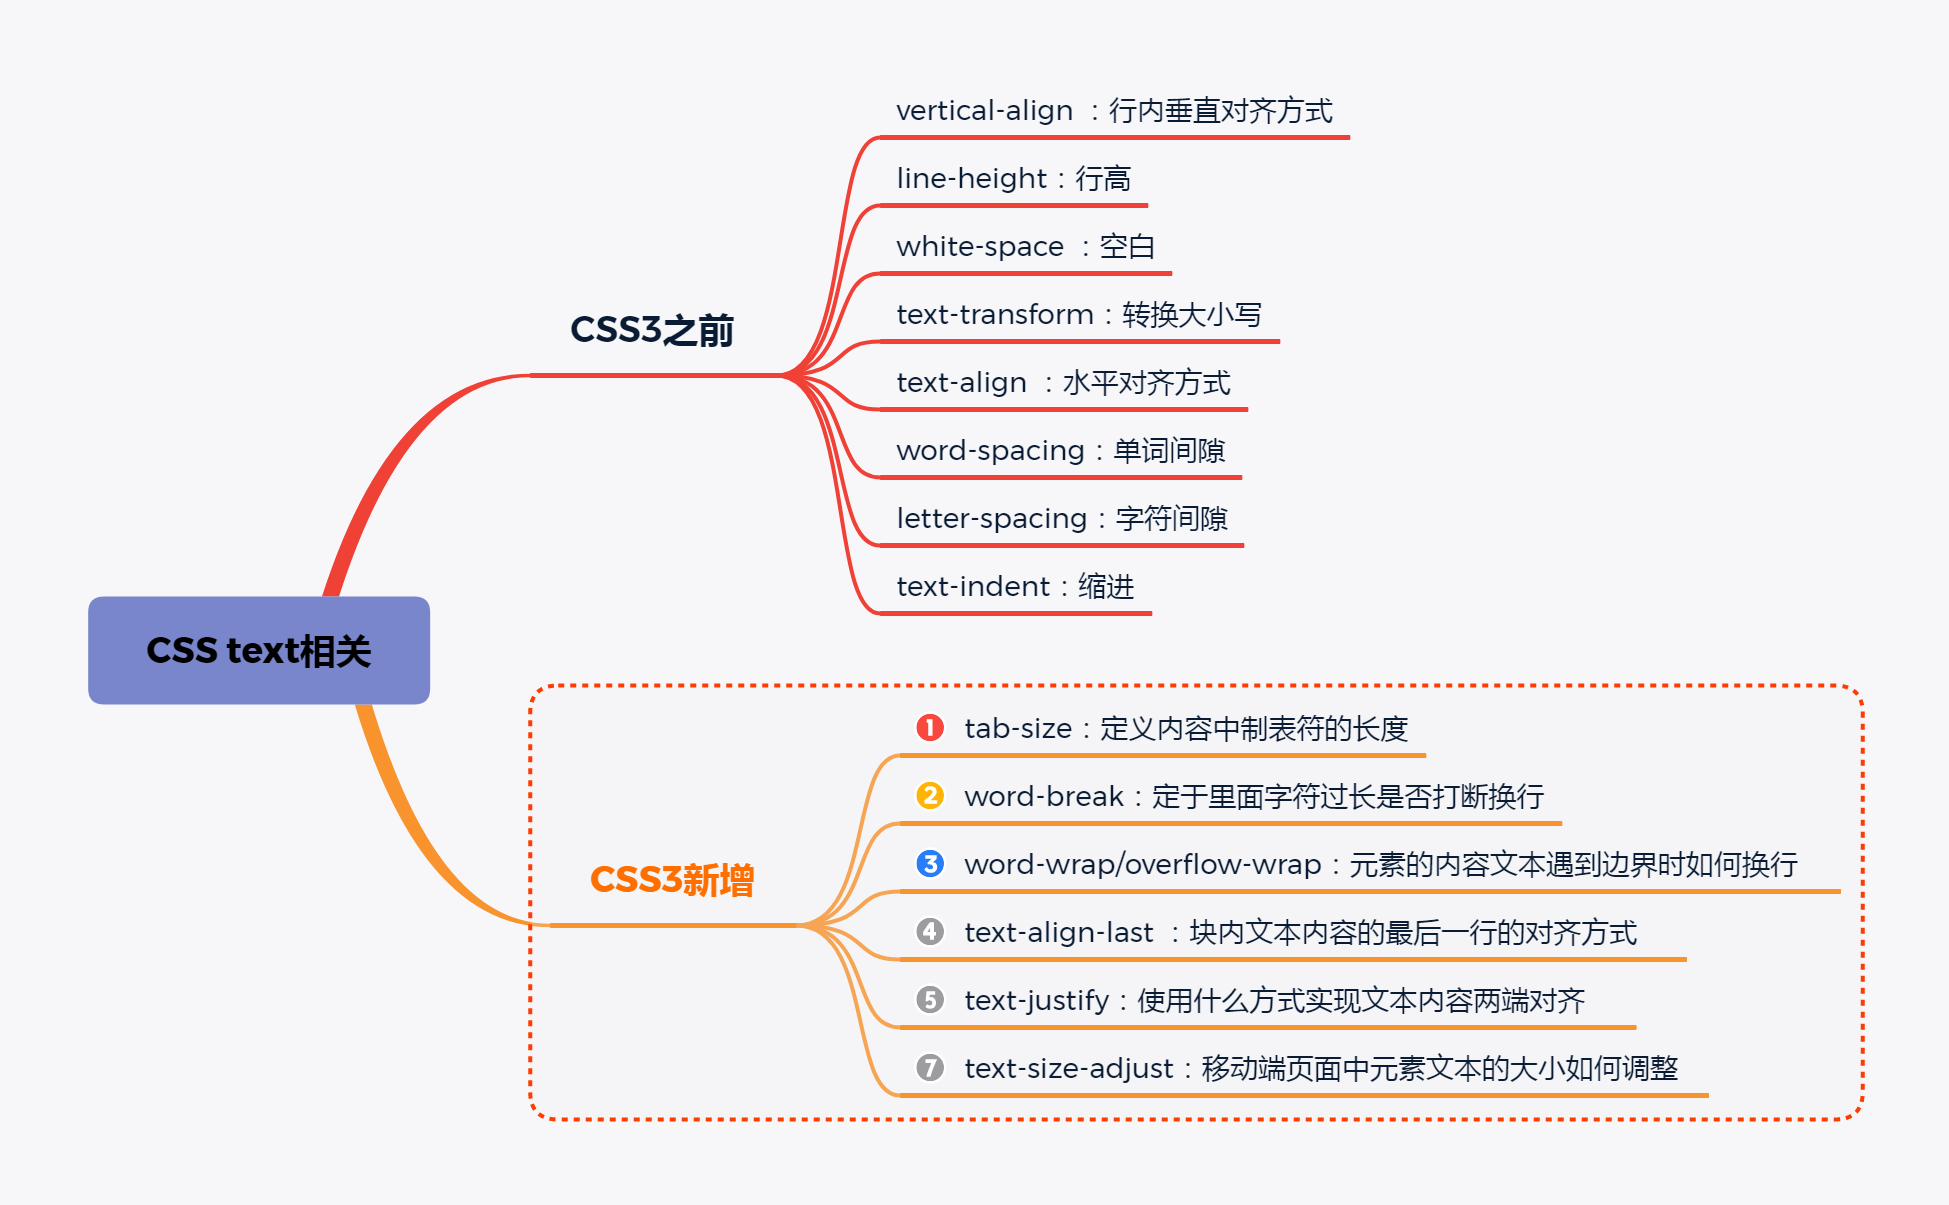 CSS text相关
CSS3之前
vertical-align ：行内垂直对齐方式
line-height：行高
white-space ：空白
text-transform：转换大小写
text-align ：水平对齐方式
word-spacing：单词间隙
letter-spacing：字符间隙
text-indent：缩进
CSS3新增
1 tab-size：定义内容中制表符的长度
2 word-break：定于里面字符过长是否打断换行
3 word-wrap/overflow-wrap：元素的内容文本遇到边界时如何换行
4 text-align-last ：块内文本内容的最后一行的对齐方式
5 text-justify：使用什么方式实现文本内容两端对齐
7 text-size-adjust：移动端页面中元素文本的大小如何调整